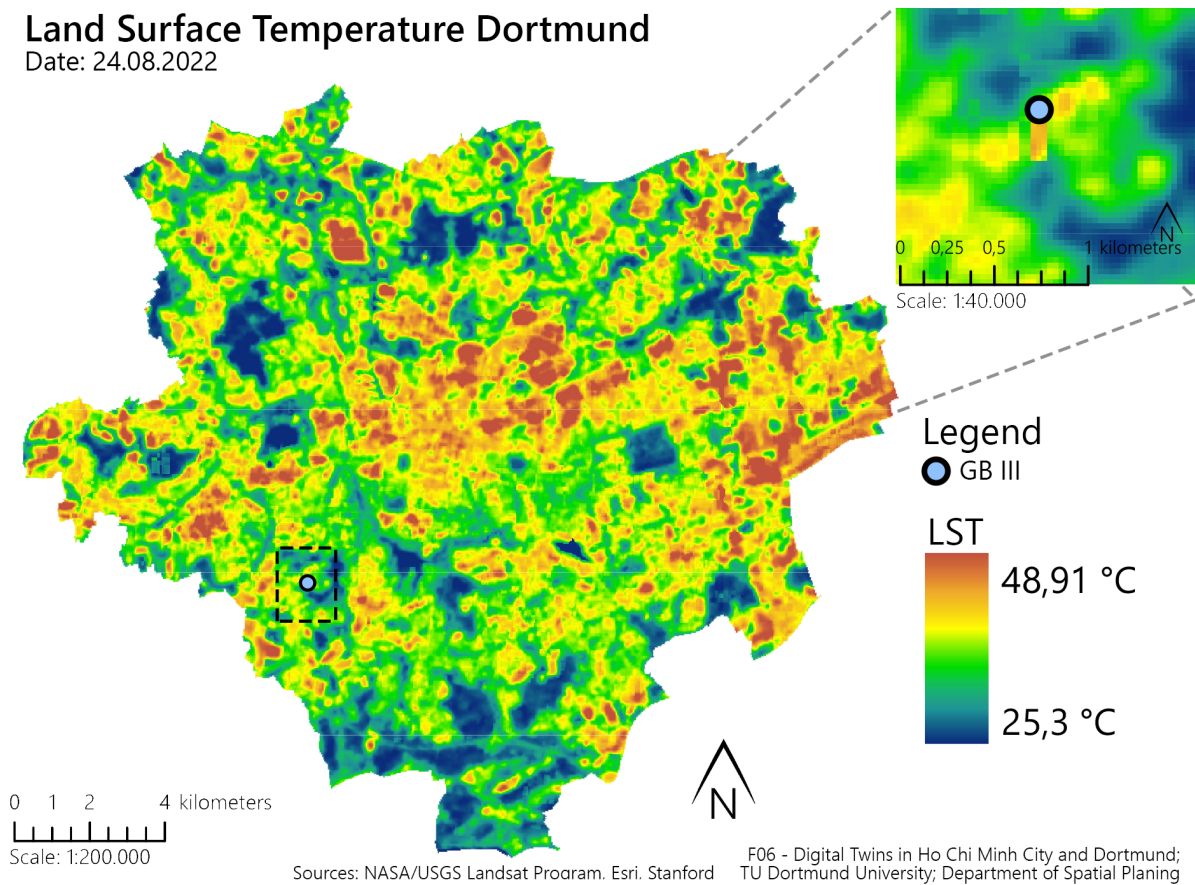 Land Surface Temperature Dortmund
Date: 24.08.2022
0 0,25 0,5 1 kilometers
N
Scale: 1:40.000
Legend
GB III
LST
48,91 °C
25,3 °C
N
0 1 2 4 kilometers
Scale: 1:200.000
Sources: NASA/USGS Landsat Program, Esri, Stanford
F06 - Digital Twins in Ho Chi Minh City and Dortmund;
TU Dortmund University; Department of Spatial Planing